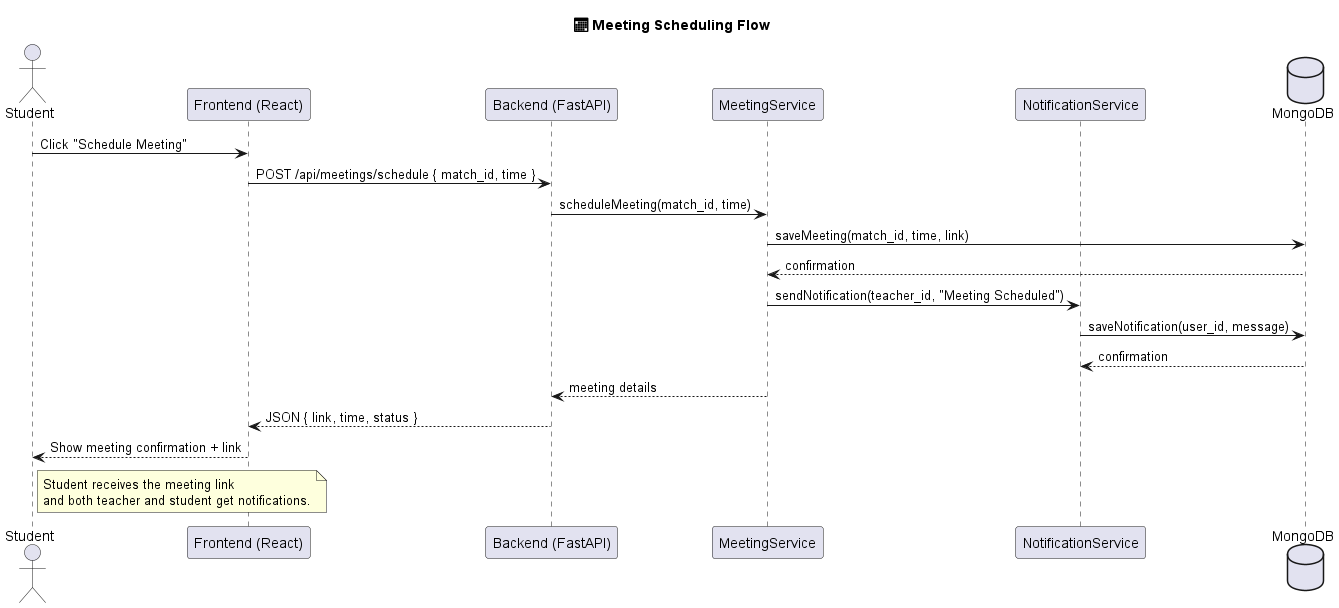 📅 Meeting Scheduling Flow
Student
Frontend (React)
Backend (FastAPI)
MeetingService
NotificationService
MongoDB
Click "Schedule Meeting"
POST /api/meetings/schedule { match_id, time }
scheduleMeeting(match_id, time)
saveMeeting(match_id, time, link)
confirmation
sendNotification(teacher_id, "Meeting Scheduled")
saveNotification(user_id, message)
confirmation
meeting details
JSON { link, time, status }
Show meeting confirmation + link
Student receives the meeting link
and both teacher and student get notifications.
Student
Frontend (React)
Backend (FastAPI)
MeetingService
NotificationService
MongoDB